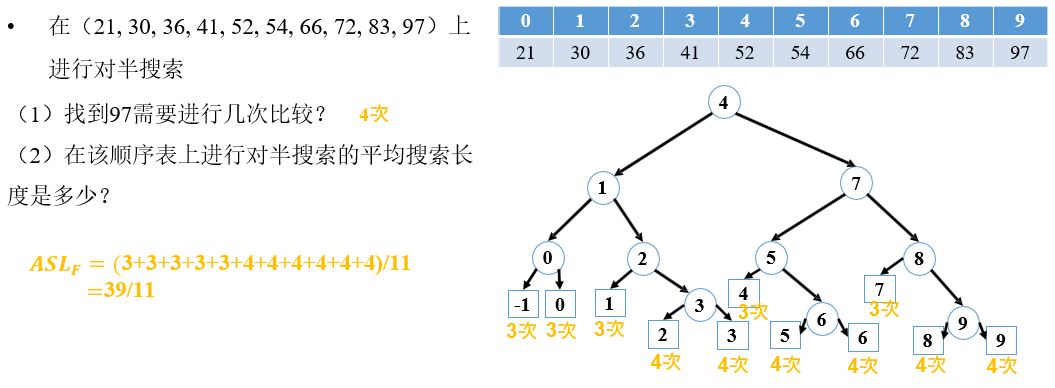 • 在（21, 30, 36, 41, 52, 54, 66, 72, 83, 97）上
进行对半搜索
（1）找到97需要进行几次比较？ 4次
（2）在该顺序表上进行对半搜索的平均搜索长
度是多少？
ASL_F = (3+3+3+3+3+4+4+4+4+4+4)/11
=39/11
0 1 2 3 4 5 6 7 8 9
21 30 36 41 52 54 66 72 83 97
4
1 7
0 2 5 8
-1 0 1 3 4 6 7 9
3次 3次 3次 3次 3次
2 3 5 6 8 9
4次 4次 4次 4次 4次 4次